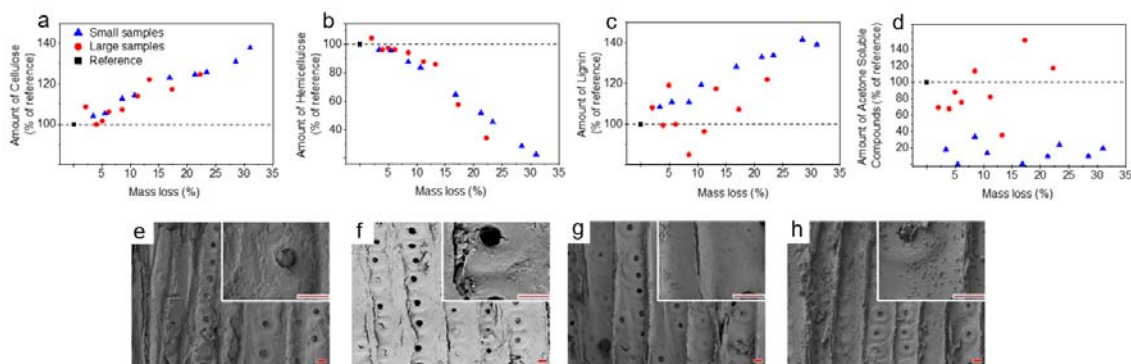 a
140
120
100
80
Amount of Cellulose
(% of reference)
Small samples
Large samples
Reference
0 5 10 15 20 25 30 35
Mass loss (%)
b
100
80
60
40
Amount of Hemicellulose
(% of reference)
0 5 10 15 20 25 30 35
Mass loss (%)
c
140
120
100
Amount of Lignin
(% of reference)
0 5 10 15 20 25 30 35
Mass loss (%)
d
140
120
100
80
60
40
20
Amount of Acetone Soluble
Compounds (% of reference)
0 5 10 15 20 25 30 35
Mass loss (%)
e
f
g
h